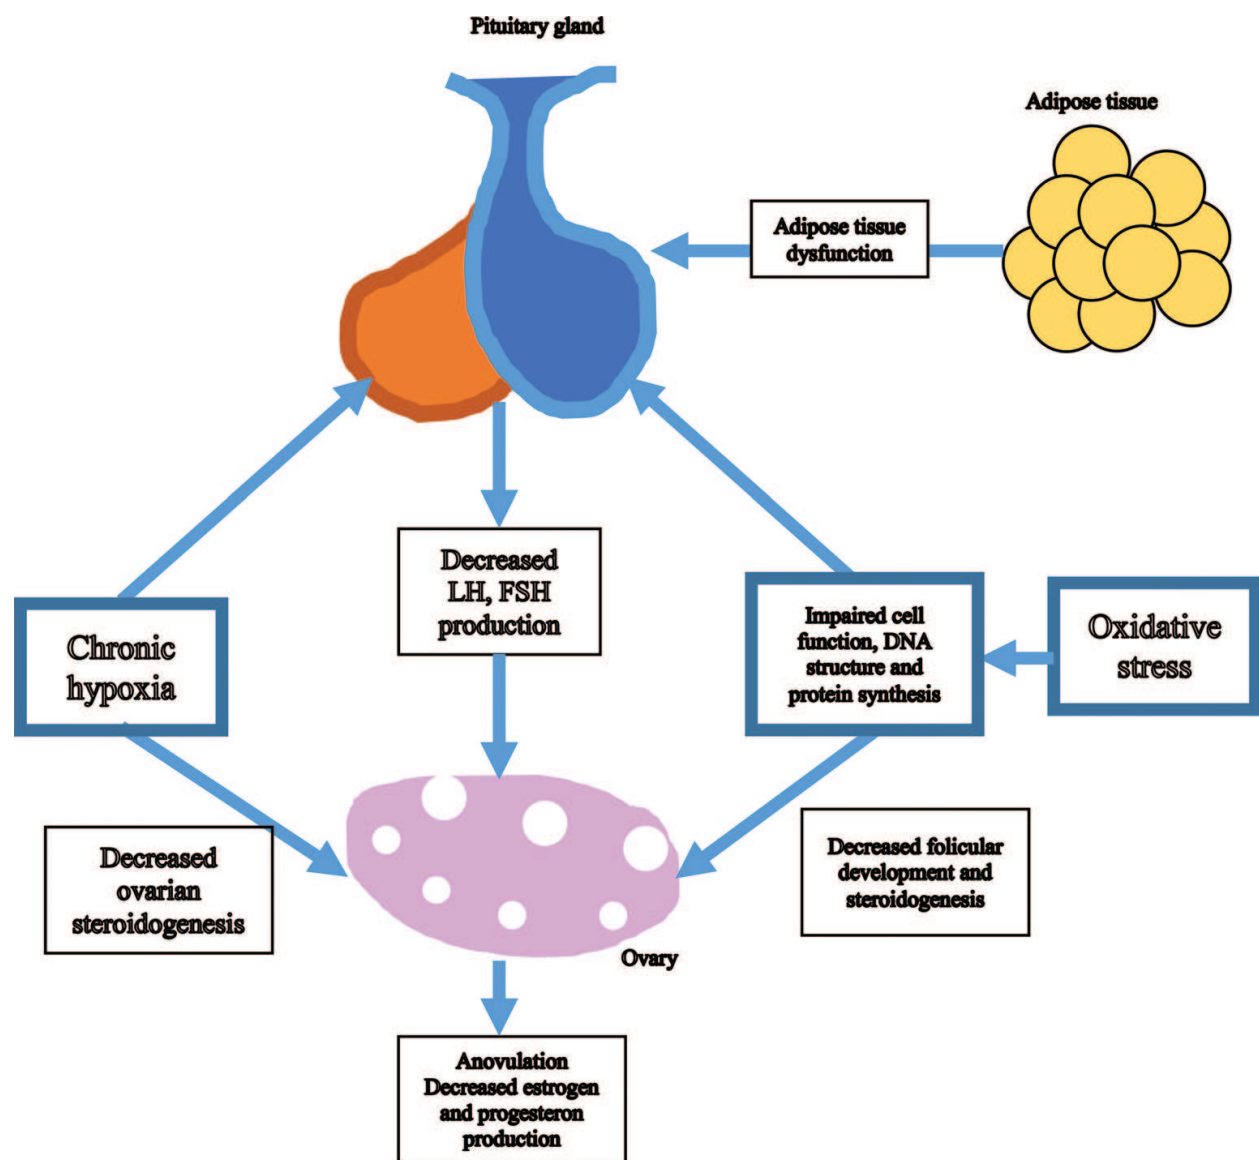 Pituitary gland
Adipose tissue
Adipose tissue
dysfunction
Decreased
LH, FSH
production
Chronic
hypoxia
Impaired cell
function, DNA
structure and
protein synthesis
Oxidative
stress
Decreased
ovarian
steroidogenesis
Decreased folicular
development and
steroidogenesis
Ovary
Anovulation
Decreased estrogen
and progesteron
production